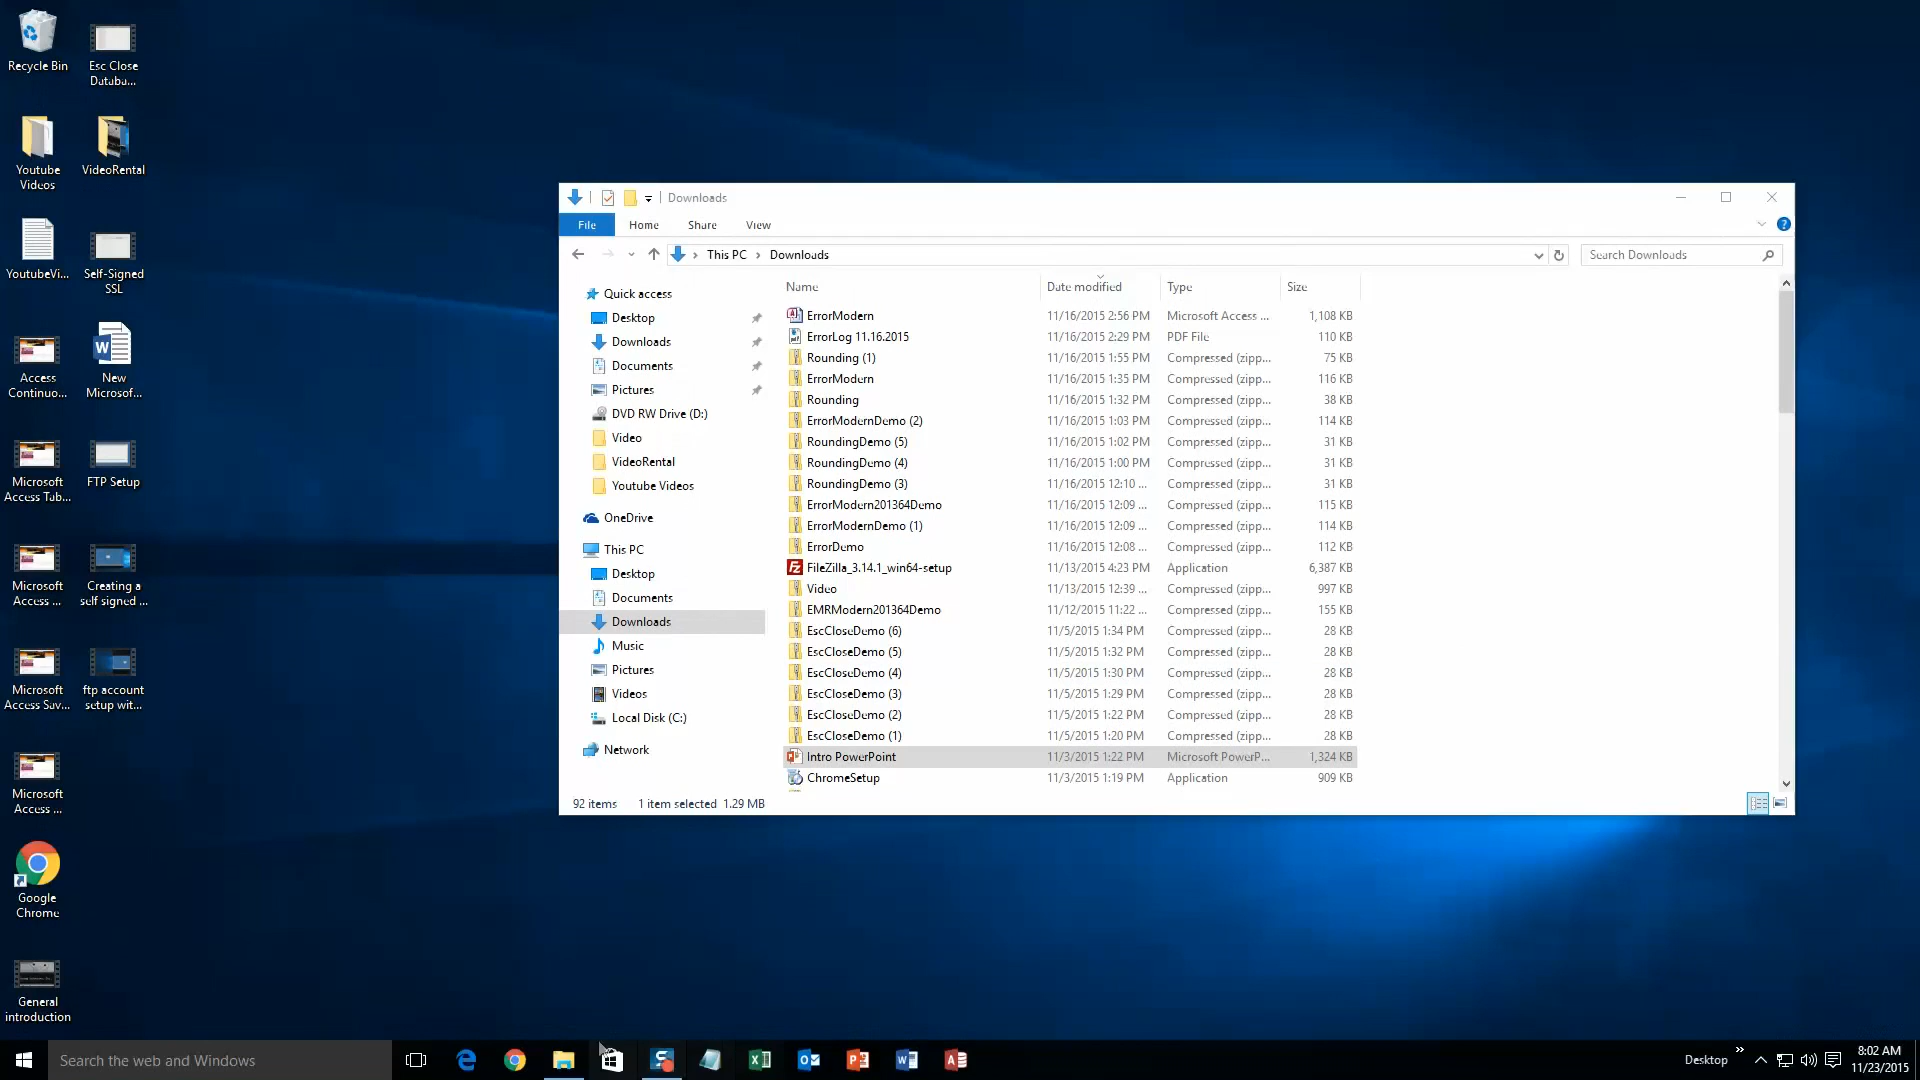 Recycle Bin
Esc Close
Databa...
Youtube
Videos
VideoRental
YoutubeVi...
Self-Signed
SSL
Access
Continuo...
New
Microsof...
Microsoft
Access Tab...
FTP Setup
Microsoft
Access ...
Creating a
self signed ...
Microsoft
Access Sav...
ftp account
setup wit...
Microsoft
Access ...
Google
Chrome
General
introduction
Downloads
File Home Share View
This PC Downloads
Search Downloads
Quick access
Desktop
Downloads
Documents
Pictures
DVD RW Drive (D:)
Video
VideoRental
Youtube Videos
OneDrive
This PC
Desktop
Documents
Downloads
Music
Pictures
Videos
Local Disk (C:)
Network
Name Date modified Type Size
ErrorModern 11/16/2015 2:56 PM Microsoft Access ... 1,108 KB
ErrorLog 11.16.2015 11/16/2015 2:29 PM PDF File 110 KB
Rounding (1) 11/16/2015 1:55 PM Compressed (zipp... 75 KB
ErrorModern 11/16/2015 1:35 PM Compressed (zipp... 116 KB
Rounding 11/16/2015 1:32 PM Compressed (zipp... 38 KB
ErrorModernDemo (2) 11/16/2015 1:03 PM Compressed (zipp... 114 KB
RoundingDemo (5) 11/16/2015 1:02 PM Compressed (zipp... 31 KB
RoundingDemo (4) 11/16/2015 1:00 PM Compressed (zipp... 31 KB
RoundingDemo (3) 11/16/2015 12:10 ... Compressed (zipp... 31 KB
ErrorModern201364Demo 11/16/2015 12:09 ... Compressed (zipp... 115 KB
ErrorModernDemo (1) 11/16/2015 12:09 ... Compressed (zipp... 114 KB
ErrorDemo 11/16/2015 12:08 ... Compressed (zipp... 112 KB
FileZilla_3.14.1_win64-setup 11/13/2015 4:23 PM Application 6,387 KB
Video 11/13/2015 12:39 ... Compressed (zipp... 997 KB
EMRModern201364Demo 11/12/2015 11:22 ... Compressed (zipp... 155 KB
EscCloseDemo (6) 11/5/2015 1:34 PM Compressed (zipp... 28 KB
EscCloseDemo (5) 11/5/2015 1:32 PM Compressed (zipp... 28 KB
EscCloseDemo (4) 11/5/2015 1:30 PM Compressed (zipp... 28 KB
EscCloseDemo (3) 11/5/2015 1:29 PM Compressed (zipp... 28 KB
EscCloseDemo (2) 11/5/2015 1:22 PM Compressed (zipp... 28 KB
EscCloseDemo (1) 11/5/2015 1:20 PM Compressed (zipp... 28 KB
Intro PowerPoint 11/3/2015 1:22 PM Microsoft PowerP... 1,324 KB
ChromeSetup 11/3/2015 1:19 PM Application 909 KB
92 items 1 item selected 1.29 MB
Search the web and Windows
Desktop
8:02 AM
11/23/2015